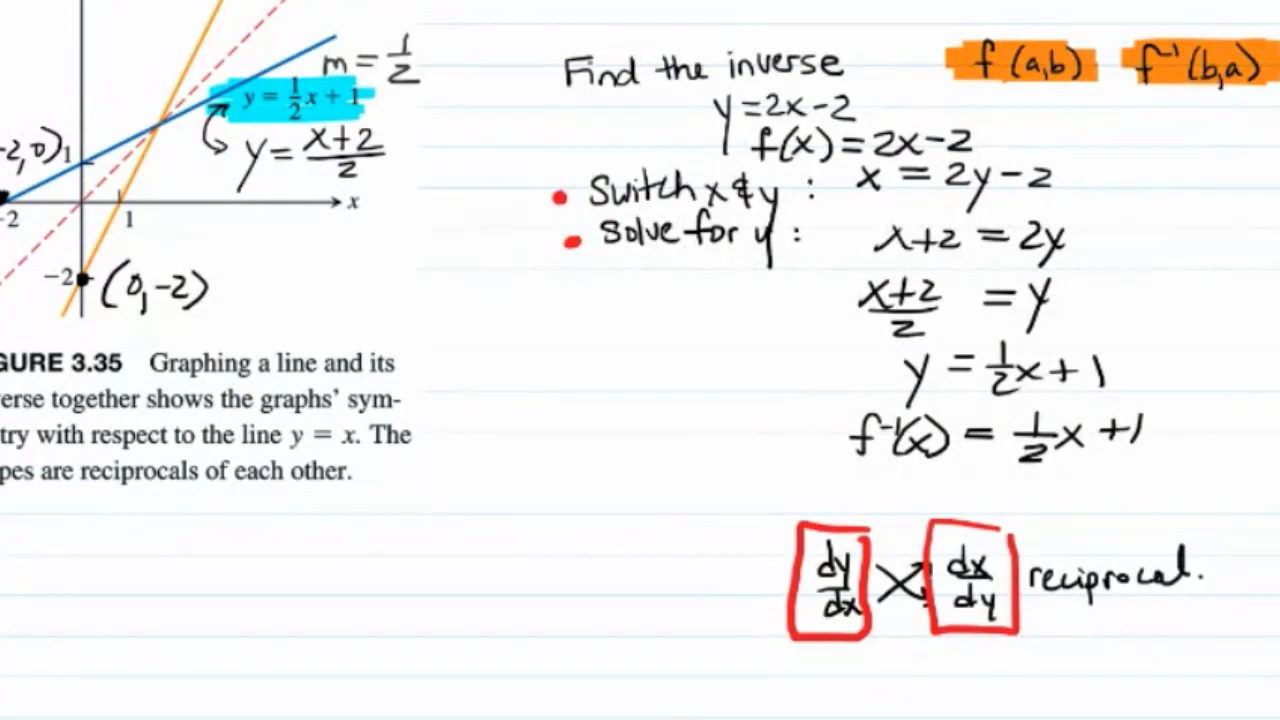 m = 1/2
y = 1/2x + 1
y = x+2/2
-2, 0)
1
x
-2
1
-2
(0, -2)
GURE 3.35 Graphing a line and its
erse together shows the graphs' sym-
try with respect to the line y = x. The
pes are reciprocals of each other.
Find the inverse
f (a,b) f⁻¹(b,a)
y = 2x - 2
f(x) = 2x - 2
• Switch x & y : x = 2y - 2
• Solve for y : x+2 = 2y
x+2/2 = y
y = 1/2x + 1
f⁻¹(x) = 1/2x + 1
dy/dx dx/dy reciprocal.